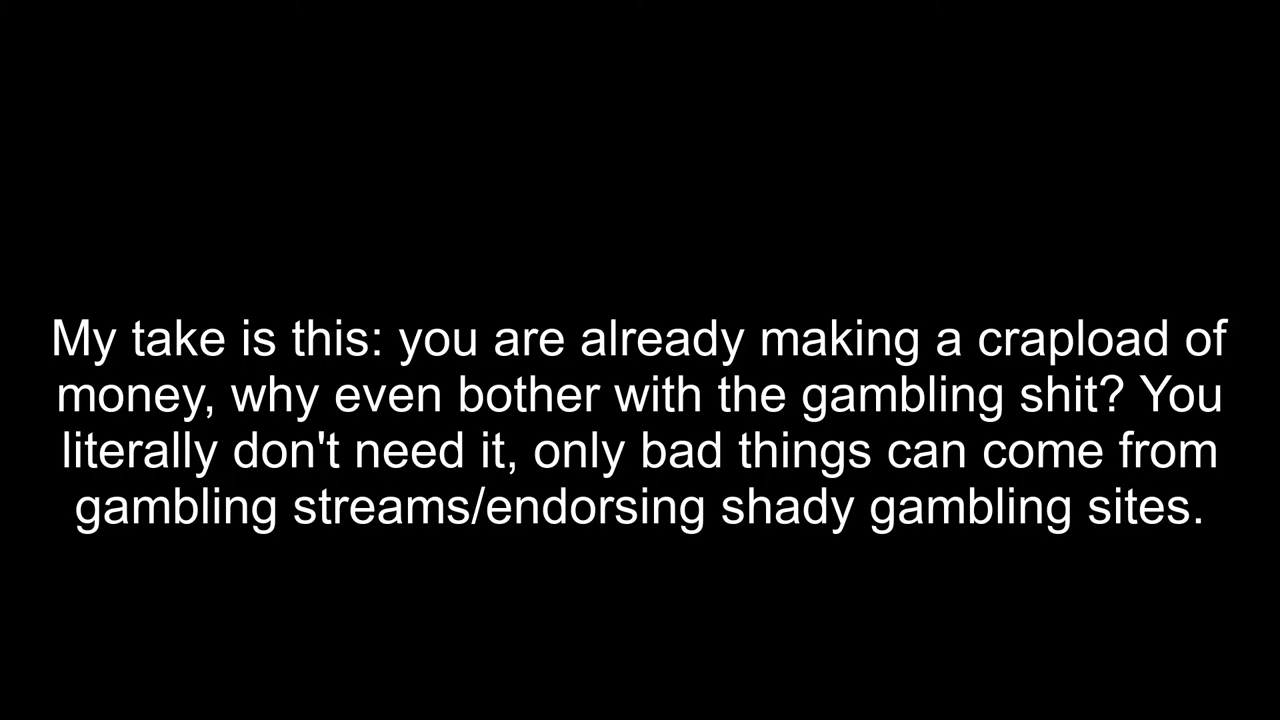 My take is this: you are already making a crapload of
money, why even bother with the gambling shit? You
literally don't need it, only bad things can come from
gambling streams/endorsing shady gambling sites.